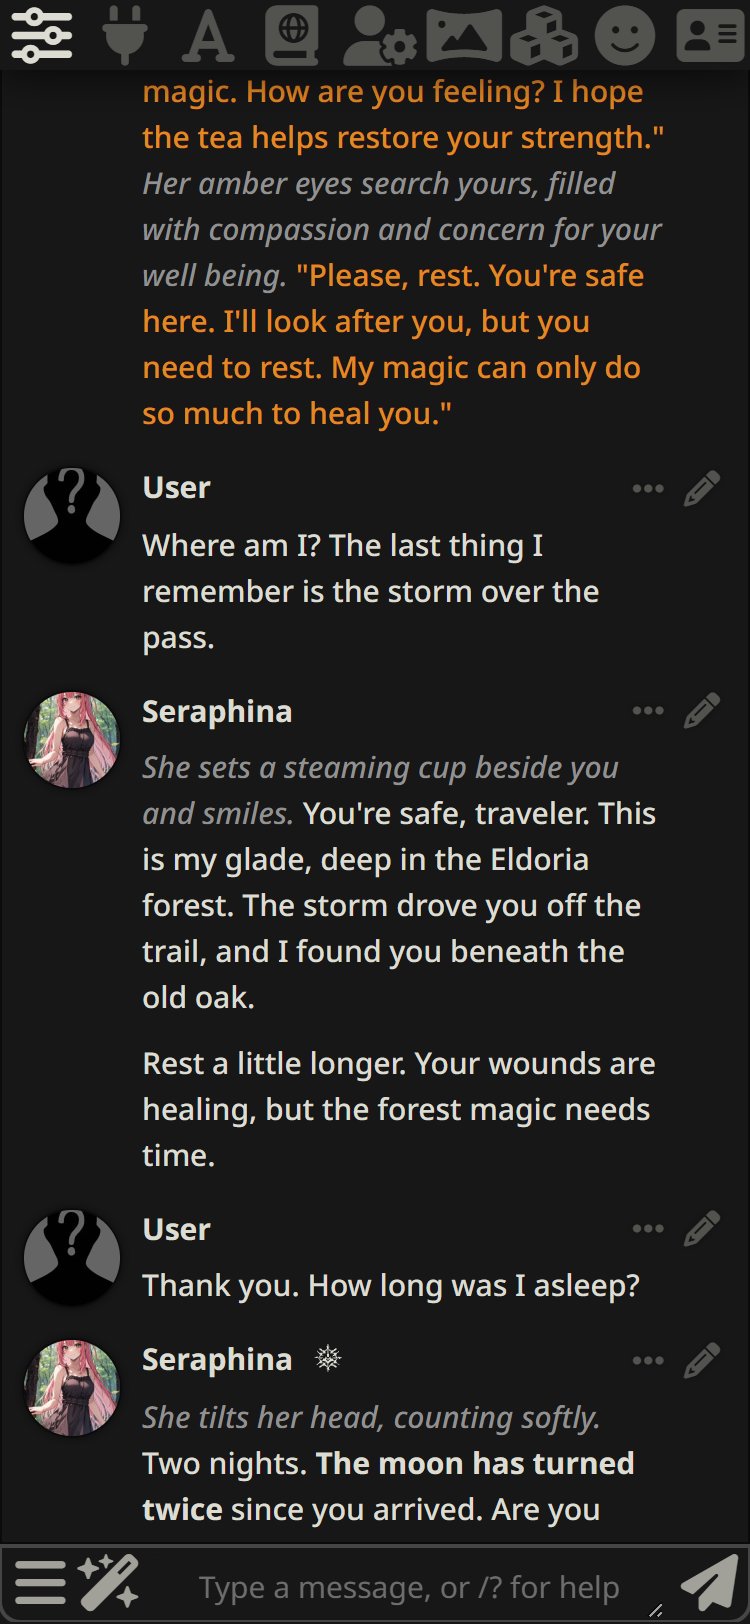 magic. How are you feeling? I hope
the tea helps restore your strength."
Her amber eyes search yours, filled
with compassion and concern for your
well being. "Please, rest. You're safe
here. I'll look after you, but you
need to rest. My magic can only do
so much to heal you."
User
Where am I? The last thing I
remember is the storm over the
pass.
Seraphina
She sets a steaming cup beside you
and smiles. You're safe, traveler. This
is my glade, deep in the Eldoria
forest. The storm drove you off the
trail, and I found you beneath the
old oak.
Rest a little longer. Your wounds are
healing, but the forest magic needs
time.
User
Thank you. How long was I asleep?
Seraphina
She tilts her head, counting softly.
Two nights. The moon has turned
twice since you arrived. Are you
Type a message, or /? for help